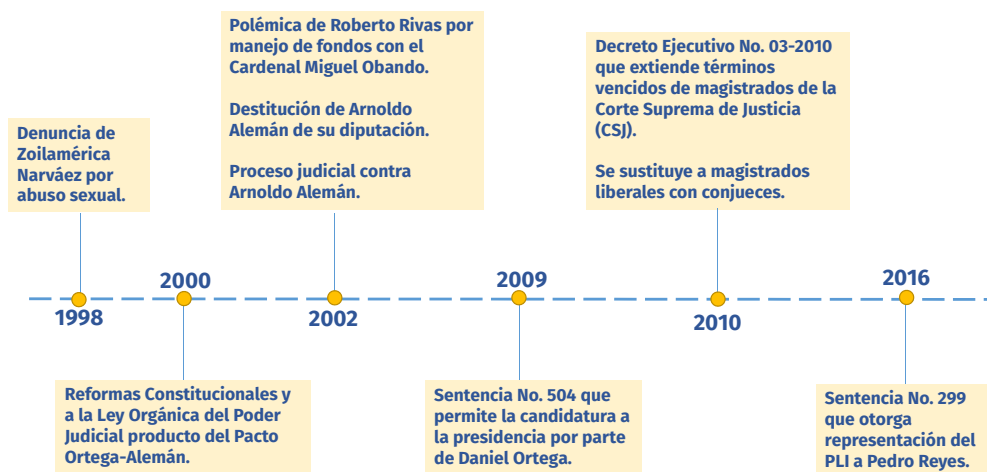 Denuncia de
Zoilamérica
Narváez por
abuso sexual.
1998
2000
Reformas Constitucionales y
a la Ley Orgánica del Poder
Judicial producto del Pacto
Ortega-Alemán.
Polémica de Roberto Rivas por
manejo de fondos con el
Cardenal Miguel Obando.
Destitución de Arnoldo
Alemán de su diputación.
Proceso judicial contra
Arnoldo Alemán.
2002
2009
Sentencia No. 504 que
permite la candidatura a
la presidencia por parte
de Daniel Ortega.
Decreto Ejecutivo No. 03-2010
que extiende términos
vencidos de magistrados de la
Corte Suprema de Justicia
(CSJ).
Se sustituye a magistrados
liberales con conjueces.
2010
2016
Sentencia No. 299
que otorga
representación del
PLI a Pedro Reyes.